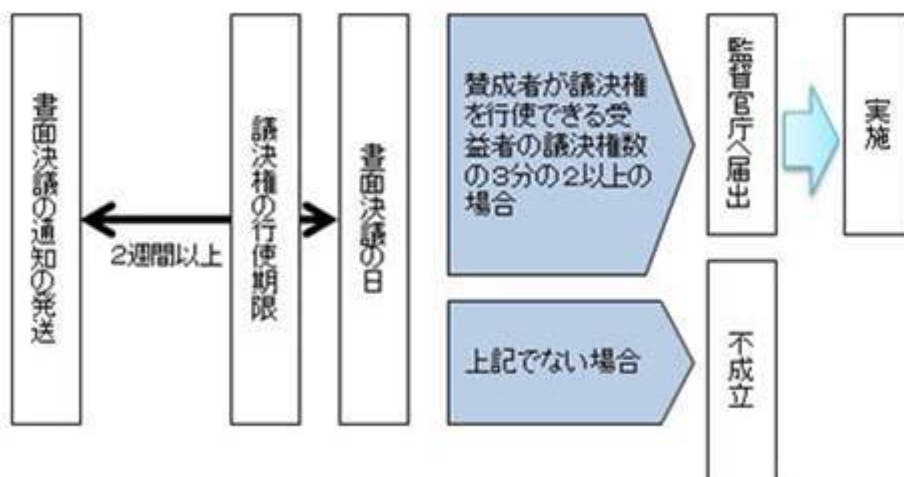 書面決議の通知の発送
2週間以上
議決権の行使期限
書面決議の日
賛成者が議決権
を行使できる受
益者の議決権数
の3分の2以上の
場合
監督官庁へ届出
実施
上記でない場合
不成立